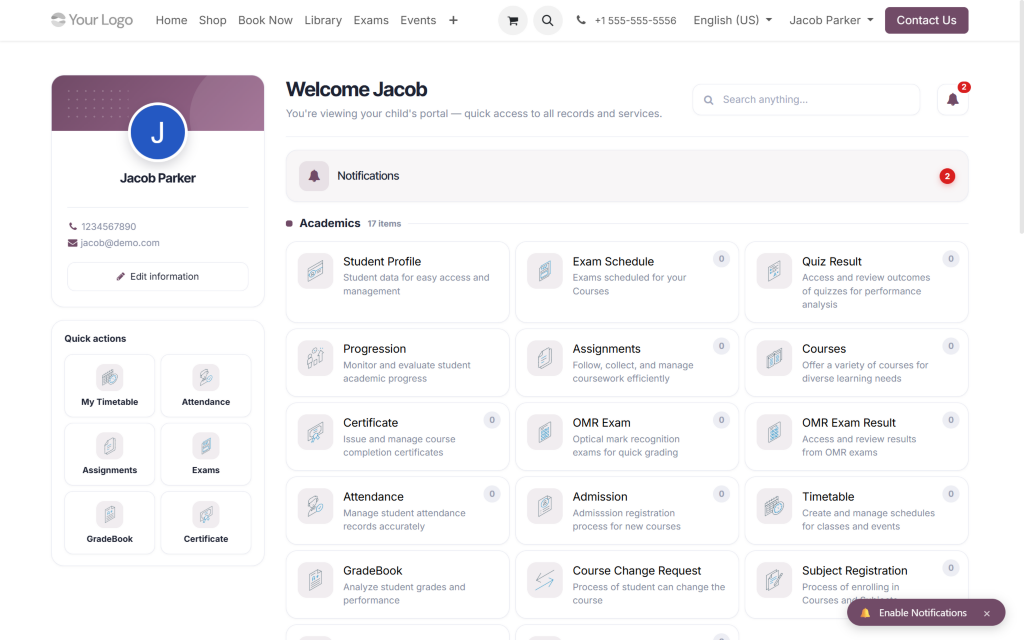 Your Logo
Home Shop Book Now Library Exams Events +
+1 555-555-5556 English (US) Jacob Parker Contact Us
J
Jacob Parker
1234567890
jacob@demo.com
Edit information
Quick actions
My Timetable Attendance
Assignments Exams
GradeBook Certificate
Welcome Jacob
You're viewing your child's portal — quick access to all records and services.
Search anything...
2
Notifications 2
Academics 17 items
Student Profile
Student data for easy access and
management
Exam Schedule 0
Exams scheduled for your
Courses
Quiz Result 0
Access and review outcomes
of quizzes for performance
analysis
Progression
Monitor and evaluate student
academic progress
Assignments 0
Follow, collect, and manage
coursework efficiently
Courses 0
Offer a variety of courses for
diverse learning needs
Certificate 0
Issue and manage course
completion certificates
OMR Exam 0
Optical mark recognition
exams for quick grading
OMR Exam Result 0
Access and review results
from OMR exams
Attendance 0
Manage student attendance
records accurately
Admission 0
Admisssion registration
process for new courses
Timetable 0
Create and manage schedules
for classes and events
GradeBook
Analyze student grades and
performance
Course Change Request
Process of student can change the
course
Subject Registration 0
Process of enrolling in
Courses and Subjects
Enable Notifications ×